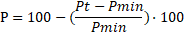 P = 100 − (Pt − Pmin / Pmin) ∙ 100